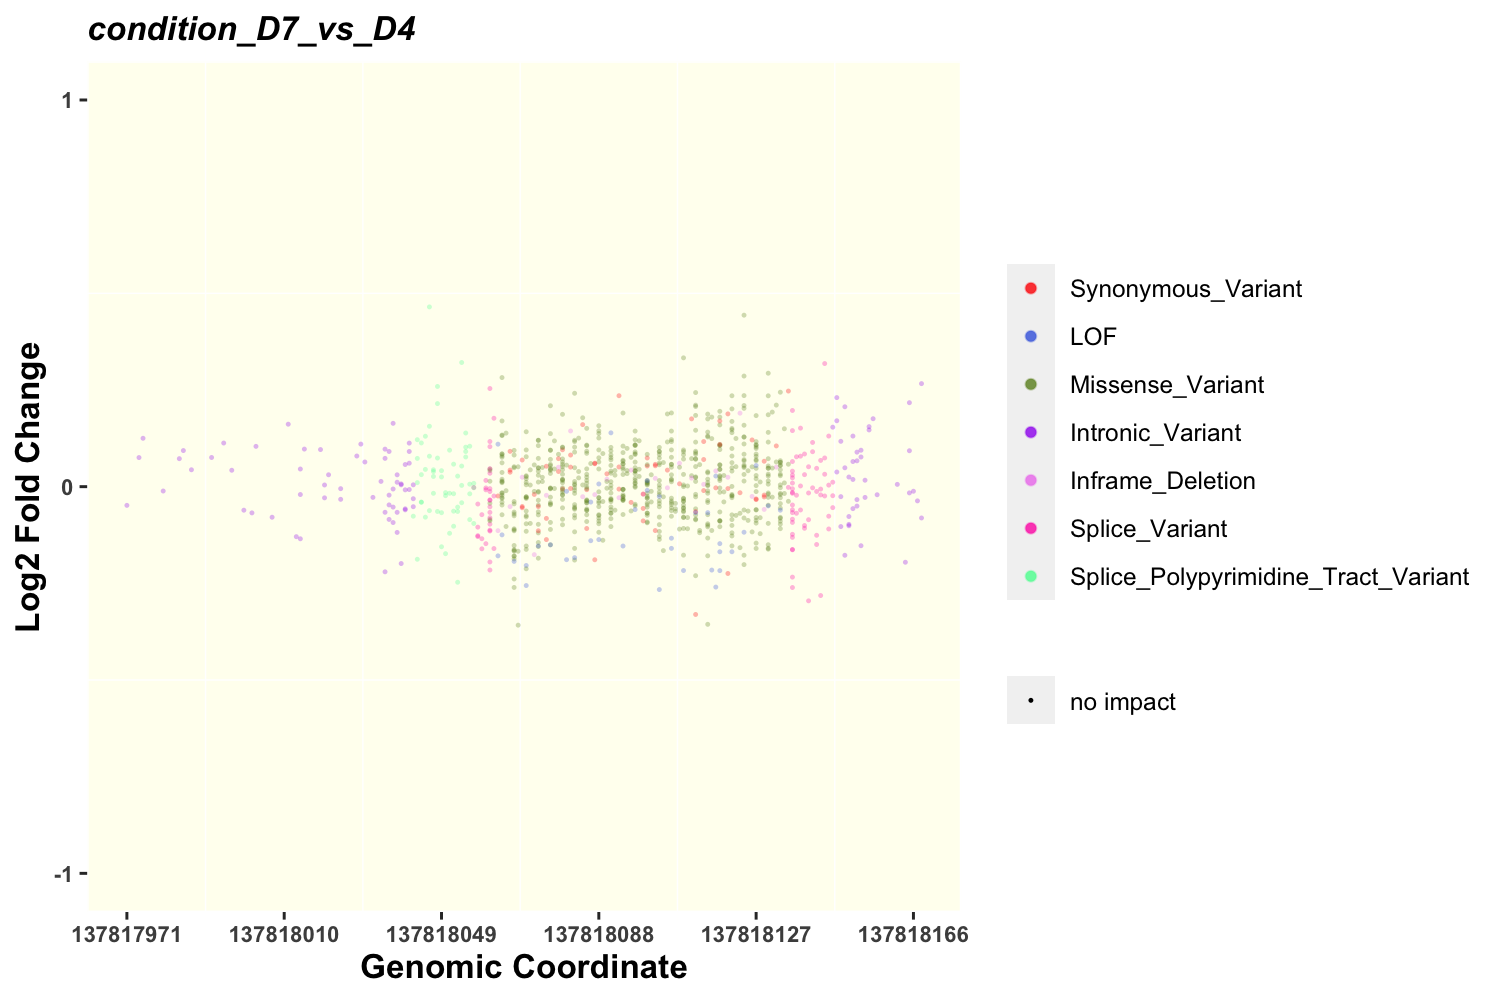 condition_D7_vs_D4
1
0
-1
Log2 Fold Change
137817971
137818010
137818049
137818088
137818127
137818166
Genomic Coordinate
Synonymous_Variant
LOF
Missense_Variant
Intronic_Variant
Inframe_Deletion
Splice_Variant
Splice_Polypyrimidine_Tract_Variant
no impact